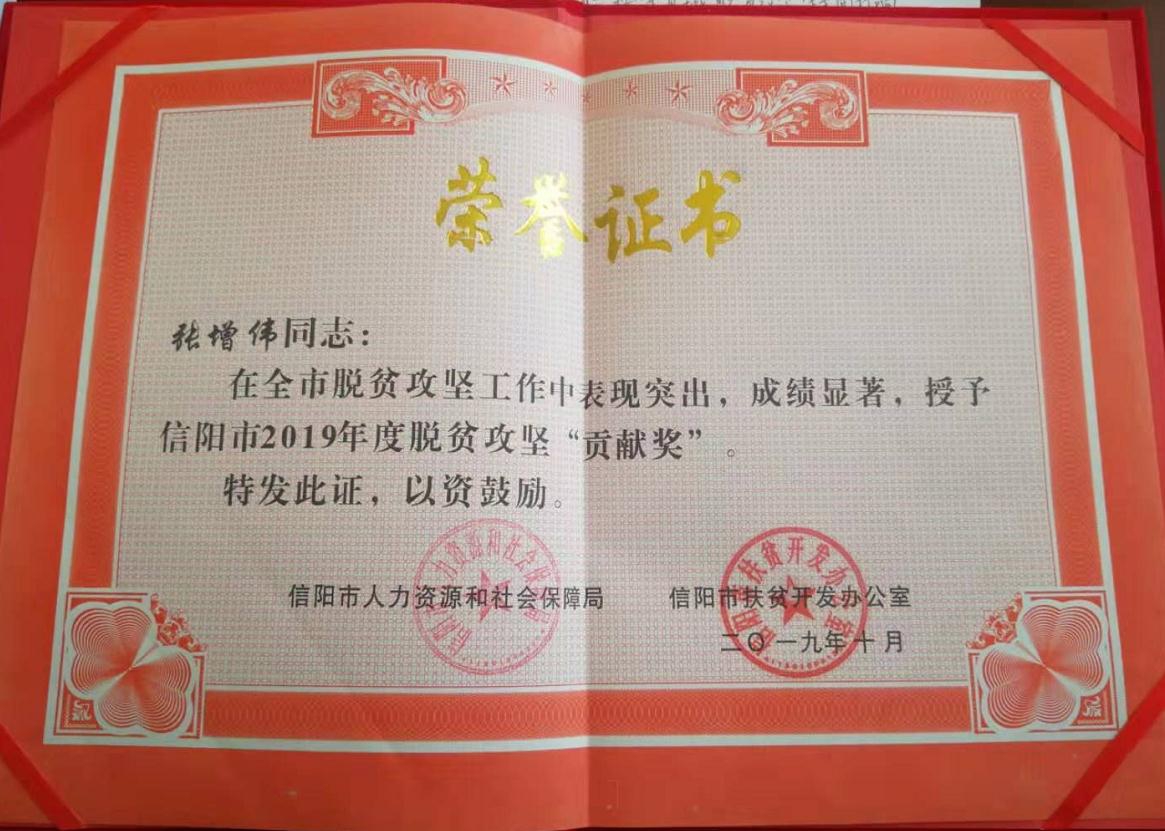 荣誉证书
张增伟同志：
在全市脱贫攻坚工作中表现突出，成绩显著，授予
信阳市2019年度脱贫攻坚“贡献奖”。
特发此证，以资鼓励。
信阳市人力资源和社会保障局 信阳市扶贫开发办公室
二〇一九年十月